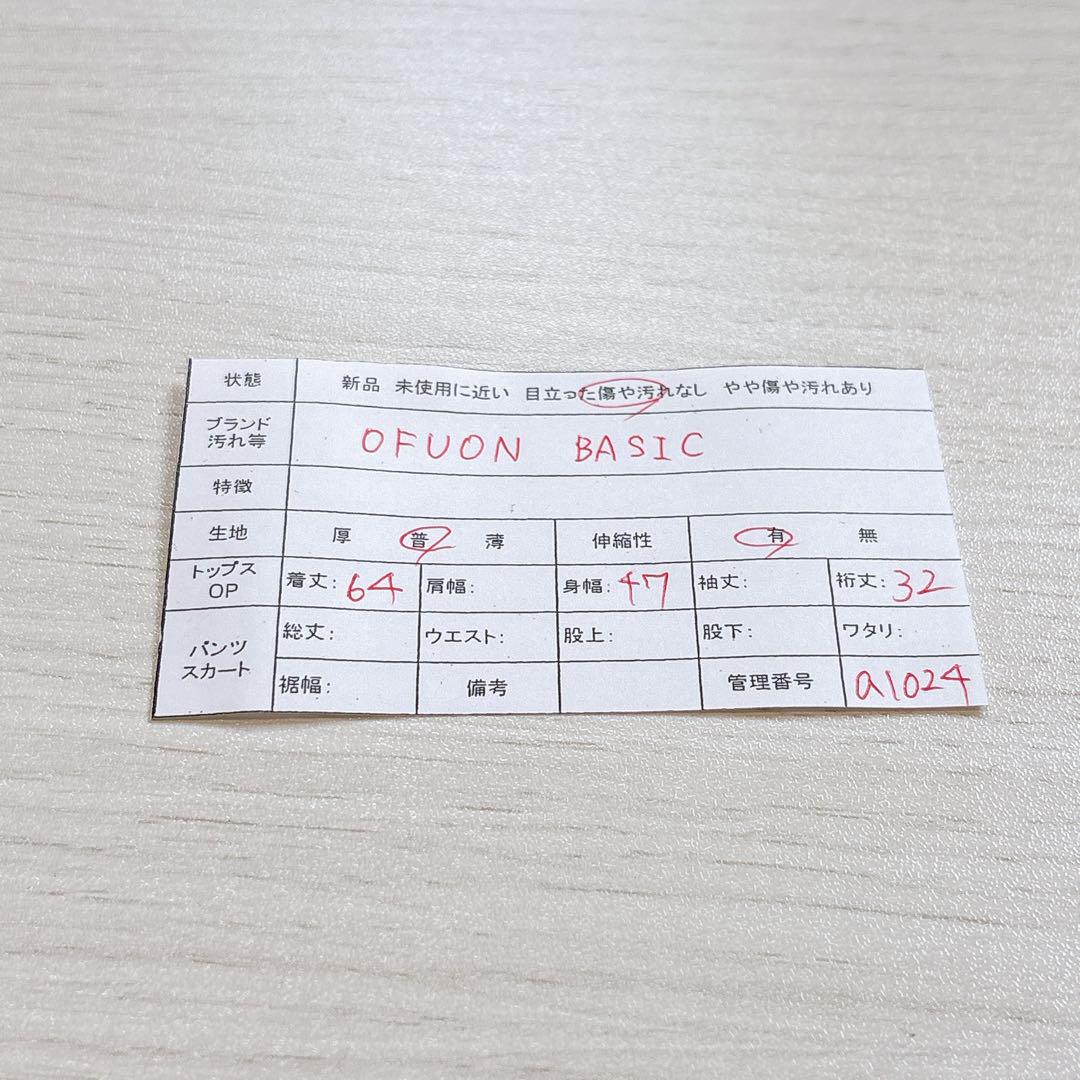 状態 新品 未使用に近い 目立った傷や汚れなし やや傷や汚れあり
ブランド
汚れ等 OFUON BASIC
特徴
生地 厚 普 薄 伸縮性 有 無
トップス
OP 着丈: 64 肩幅: 身幅: 47 袖丈: 裄丈: 32
パンツ
スカート 総丈: ウエスト: 股上: 股下: ワタリ:
裾幅: 備考 管理番号 a1024